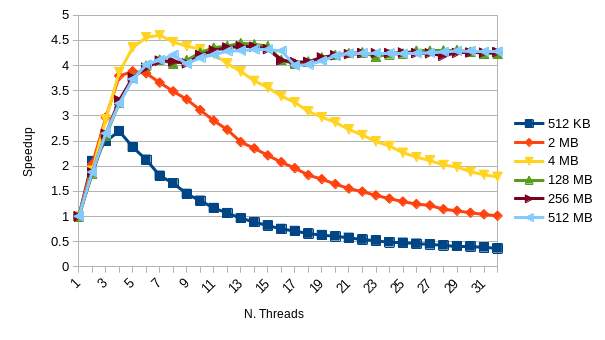 5
4.5
4
3.5
3
2.5
2
1.5
1
0.5
0
Speedup
1 3 5 7 9 11 13 15 17 19 21 23 25 27 29 31
N. Threads
512 KB
2 MB
4 MB
128 MB
256 MB
512 MB